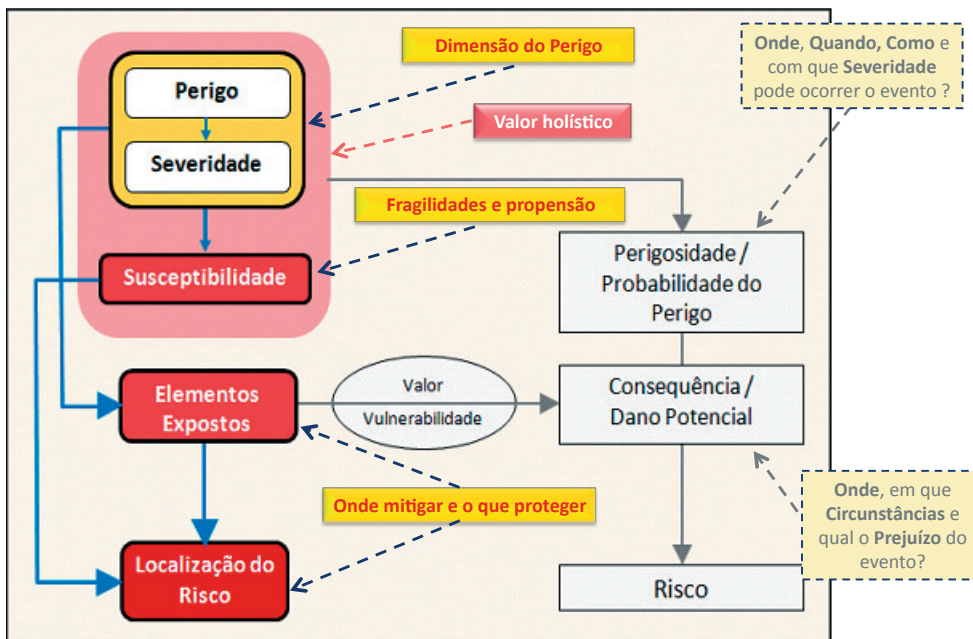 Dimensão do Perigo
Onde, Quando, Como e
com que Severidade
pode ocorrer o evento ?
Perigo
Valor holístico
Severidade
Fragilidades e propensão
Susceptibilidade
Perigosidade /
Probabilidade do
Perigo
Elementos
Expostos
Valor
Vulnerabilidade
Consequência /
Dano Potencial
Onde mitigar e o que proteger
Onde, em que
Circunstâncias e
qual o Prejuízo do
evento?
Localização do
Risco
Risco